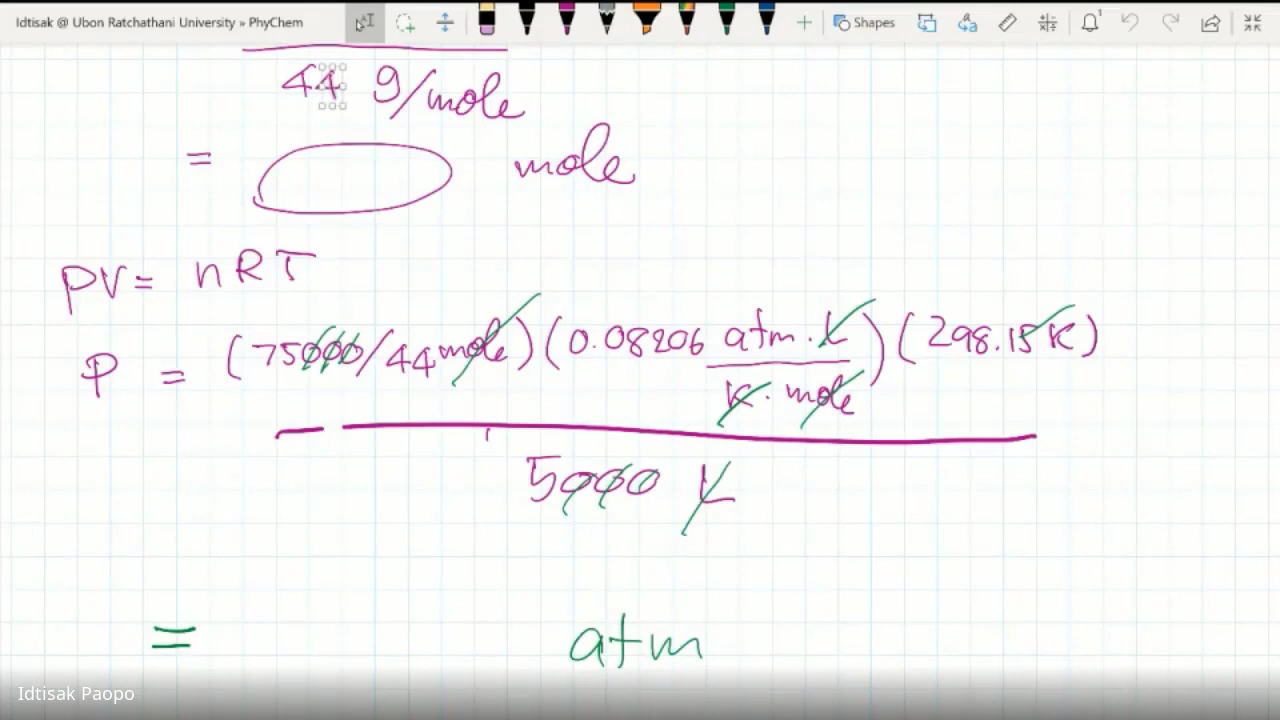 Idtisak @ Ubon Ratchathani University » PhyChem
Shapes
44 g/mole
= mole
PV = nRT
P = (75000/44 mole)(0.08206 atm.L / K.mole)(298.15 K)
5000 L
= atm
Idtisak Paopo